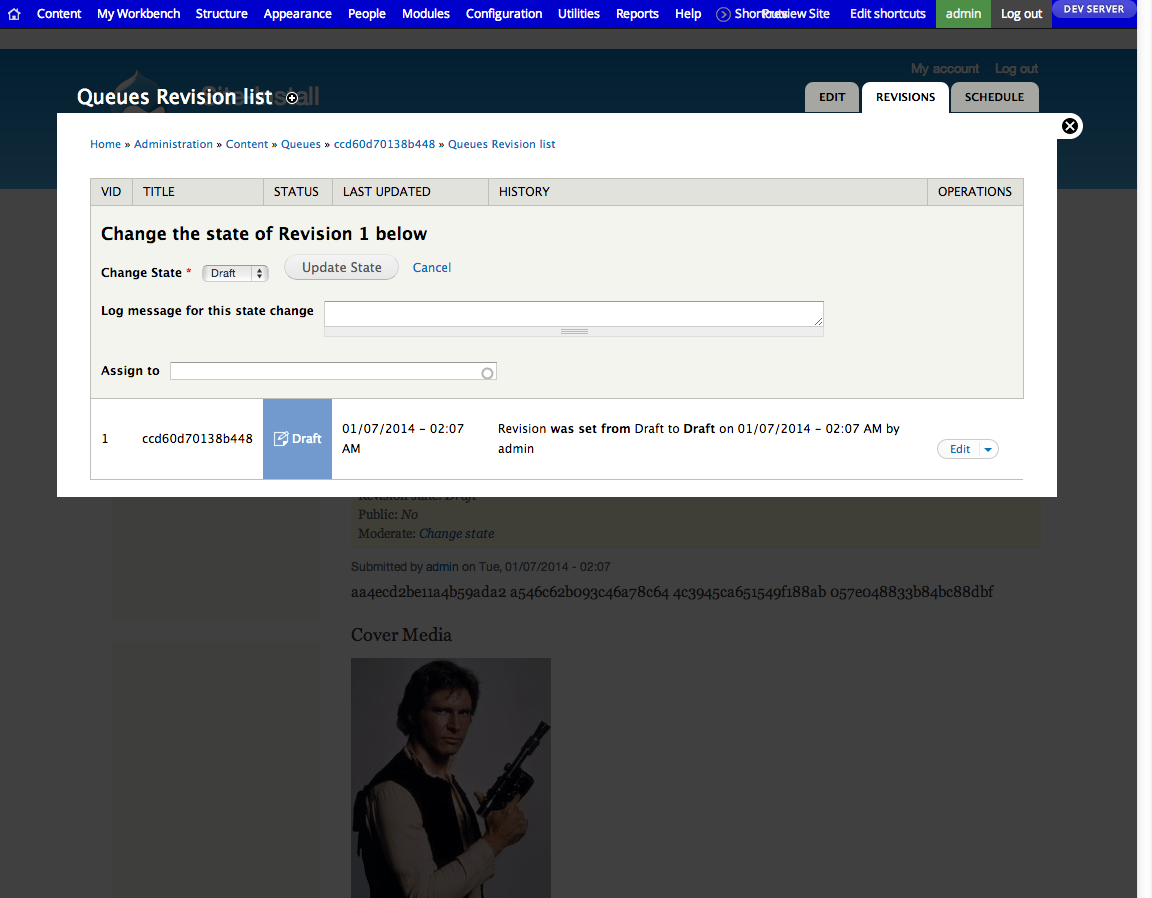 Content My Workbench Structure Appearance People Modules Configuration Utilities Reports Help Shortcuts Preview Site Edit shortcuts admin Log out DEV SERVER
My account Log out
Queues Revision list
Site-Install
EDIT REVISIONS SCHEDULE
Home » Administration » Content » Queues » ccd60d70138b448 » Queues Revision list
VID TITLE STATUS LAST UPDATED HISTORY OPERATIONS
Change the state of Revision 1 below
Change State * Draft Update State Cancel
Log message for this state change
Assign to
1 ccd60d70138b448 Draft 01/07/2014 – 02:07 AM Revision was set from Draft to Draft on 01/07/2014 – 02:07 AM by admin Edit
Revision state: Draft
Public: No
Moderate: Change state
Submitted by admin on Tue, 01/07/2014 - 02:07
aa4ecd2be11a4b59ada2 a546c62b093c46a78c64 4c3945ca651549f188ab 057e048833b84bc88dbf
Cover Media